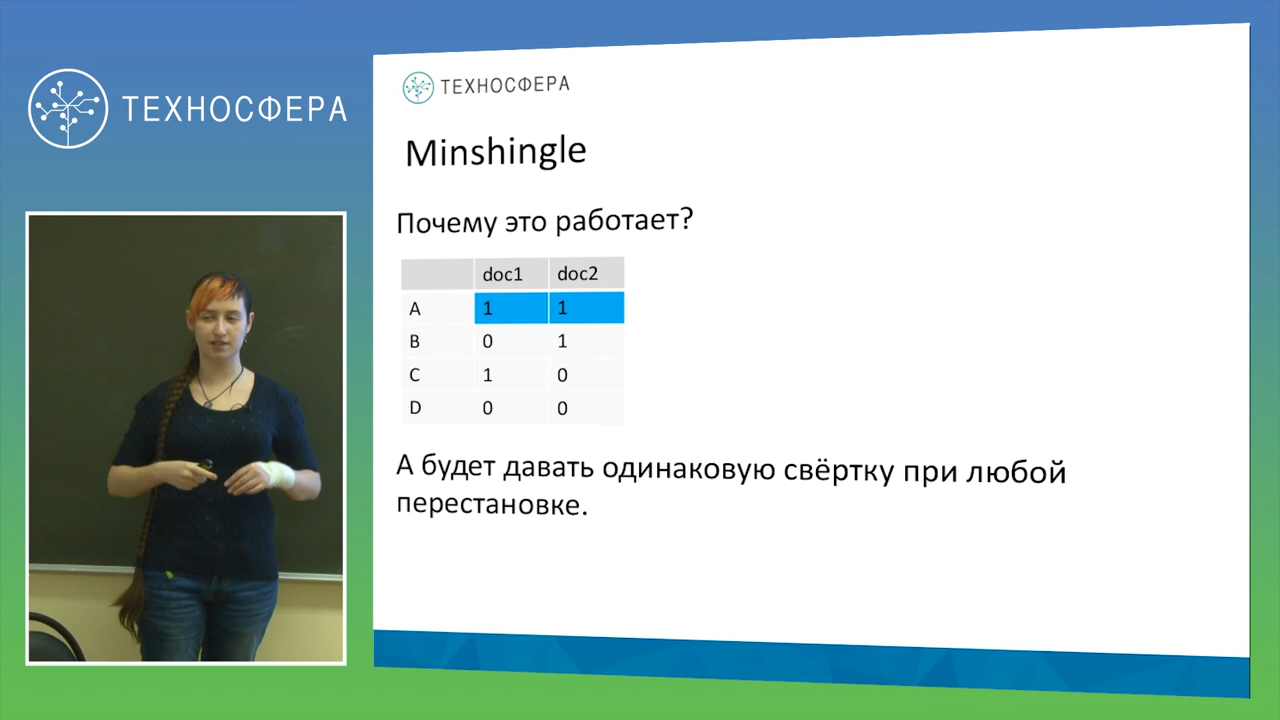 ТЕХНОСФЕРА
ТЕХНОСФЕРА
Minshingle
Почему это работает?
doc1 doc2
A 1 1
B 0 1
C 1 0
D 0 0
А будет давать одинаковую свёртку при любой
перестановке.